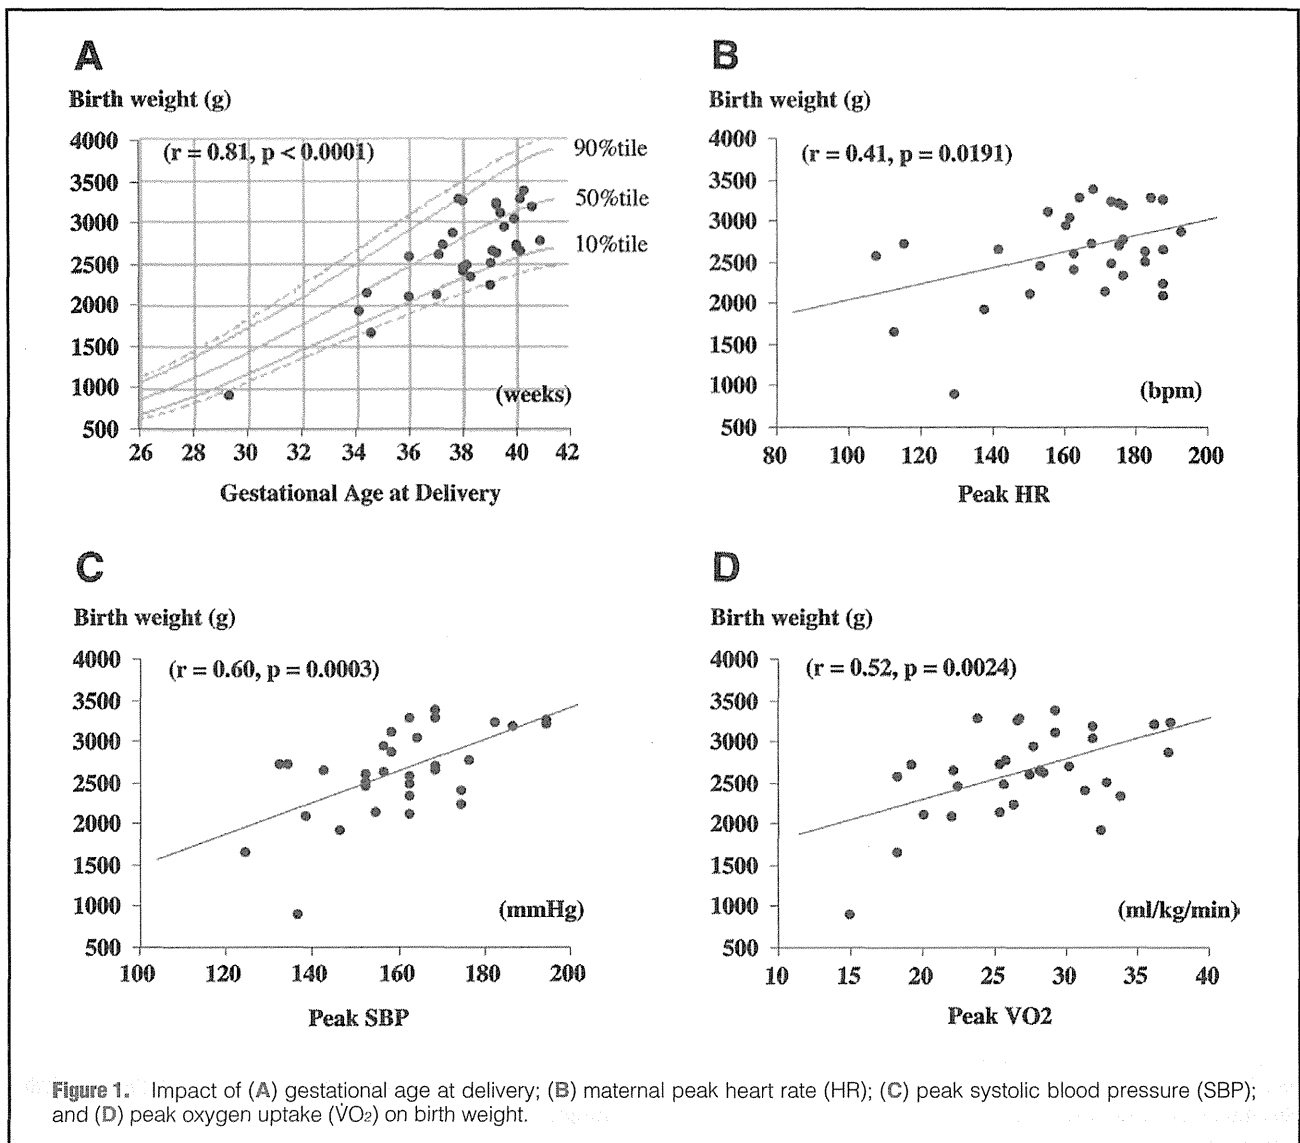 A
Birth weight (g)
(r = 0.81, p < 0.0001)
4000
3500
3000
2500
2000
1500
1000
500
90%tile
50%tile
10%tile
(weeks)
26 28 30 32 34 36 38 40 42
Gestational Age at Delivery
B
Birth weight (g)
(r = 0.41, p = 0.0191)
4000
3500
3000
2500
2000
1500
1000
500
(bpm)
80 100 120 140 160 180 200
Peak HR
C
Birth weight (g)
(r = 0.60, p = 0.0003)
4000
3500
3000
2500
2000
1500
1000
500
(mmHg)
100 120 140 160 180 200
Peak SBP
D
Birth weight (g)
(r = 0.52, p = 0.0024)
4000
3500
3000
2500
2000
1500
1000
500
(ml/kg/min)
10 15 20 25 30 35 40
Peak VO2
Figure 1. Impact of (A) gestational age at delivery; (B) maternal peak heart rate (HR); (C) peak systolic blood pressure (SBP);
and (D) peak oxygen uptake (V̇O₂) on birth weight.